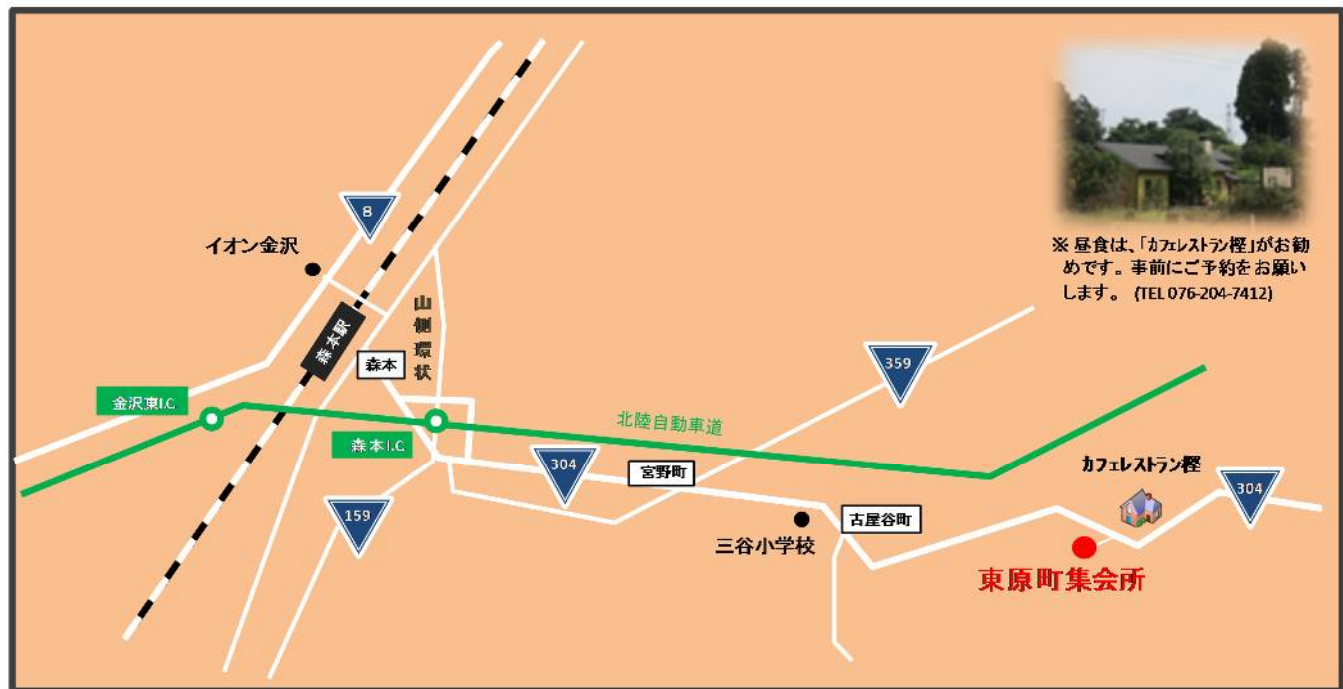 8
イオン金沢
※ 昼食は、「カフェレストラン樫」がお勧
めです。事前にご予約をお願い
します。 (TEL 076-204-7412)
山側環状
森本駅
森本
359
金沢東I.C
北陸自動車道
森本I.C
304
宮野町
カフェレストラン樫
304
159
古屋谷町
三谷小学校
東原町集会所